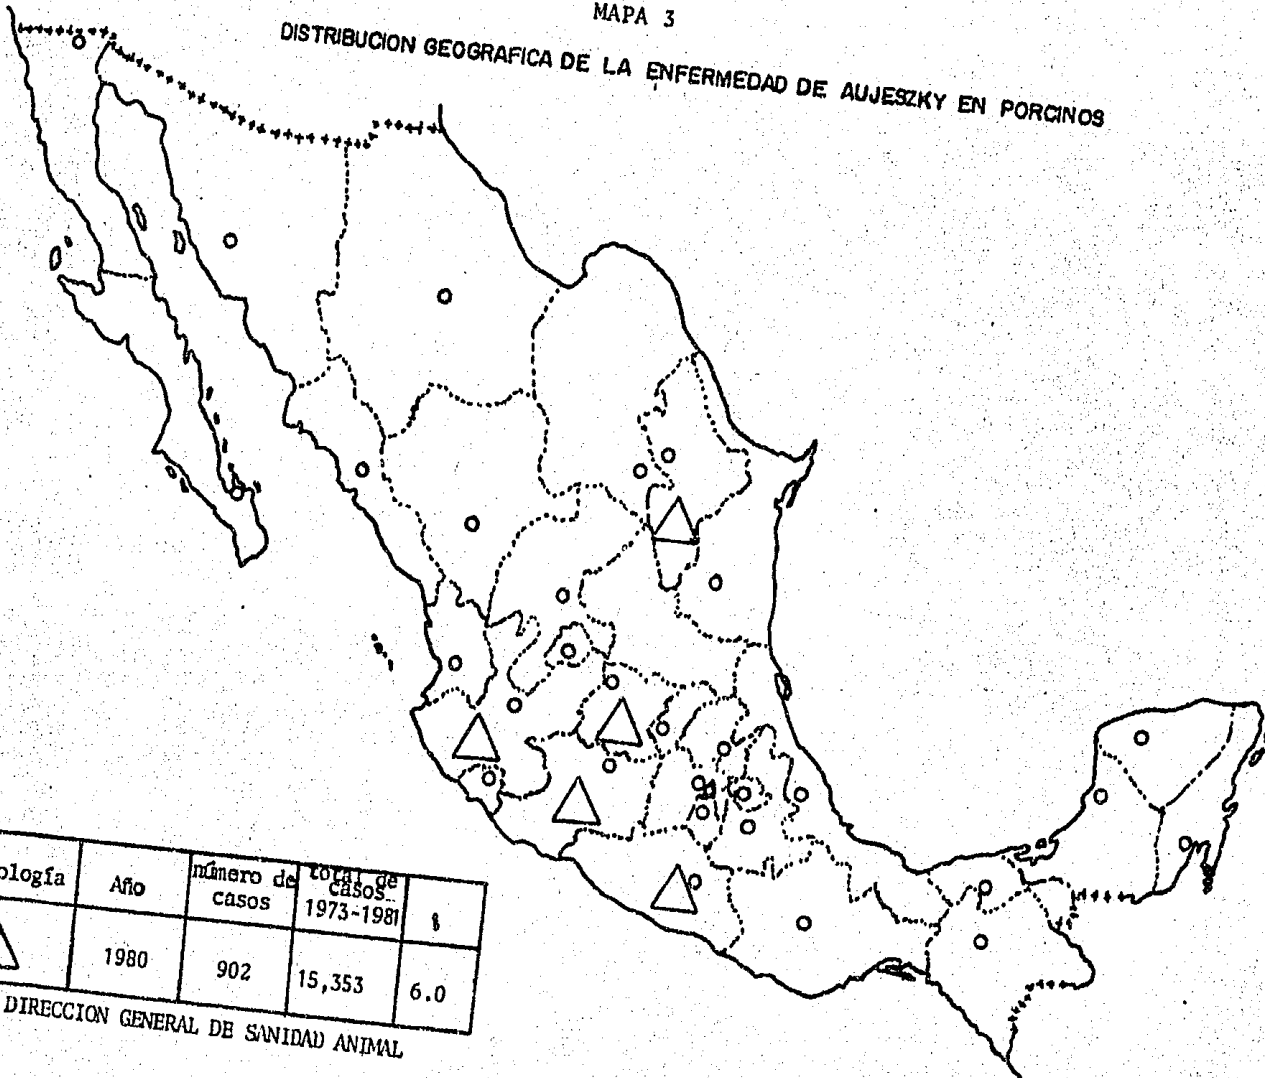 MAPA 3
DISTRIBUCION GEOGRAFICA DE LA ENFERMEDAD DE AUJESZKY EN PORCINOS
ología Año número de casos total de casos 1973-1981 %
1980 902 15,353 6.0
DIRECCION GENERAL DE SANIDAD ANIMAL